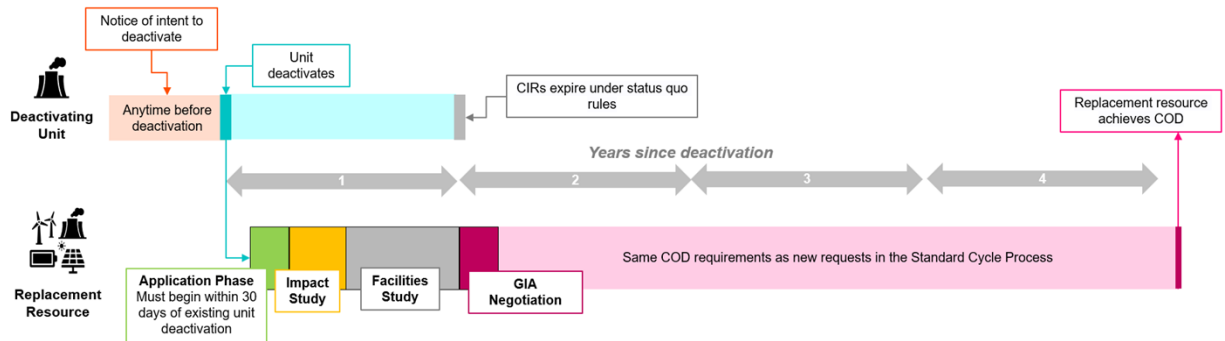 Notice of intent to
deactivate
Unit
deactivates
CIRs expire under status quo
rules
Replacement resource
achieves COD
Deactivating
Unit
Anytime before
deactivation
Years since deactivation
1
2
3
4
Replacement
Resource
Same COD requirements as new requests in the Standard Cycle Process
Application Phase
Must begin within 30
days of existing unit
deactivation
Impact
Study
Facilities
Study
GIA
Negotiation